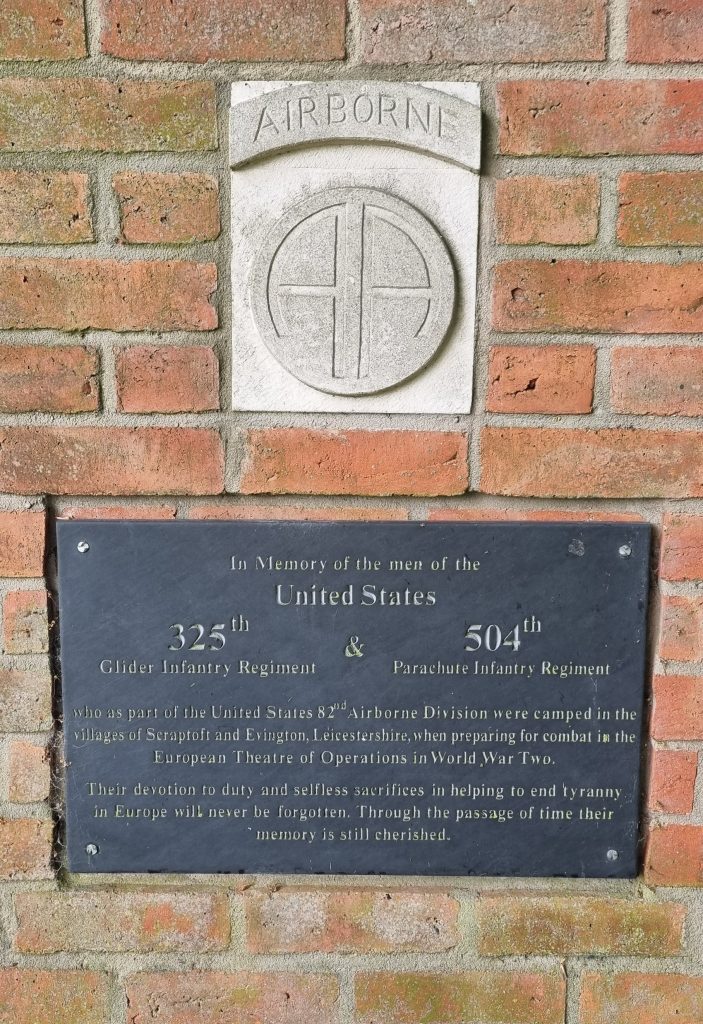 AIRBORNE
In Memory of the men of the
United States
325th & 504th
Glider Infantry Regiment Parachute Infantry Regiment
who as part of the United States 82nd Airborne Division were camped in the
villages of Scraptoft and Evington, Leicestershire, when preparing for combat in the
European Theatre of Operations in World War Two.
Their devotion to duty and selfless sacrifices in helping to end tyranny
in Europe will never be forgotten. Through the passage of time their
memory is still cherished.